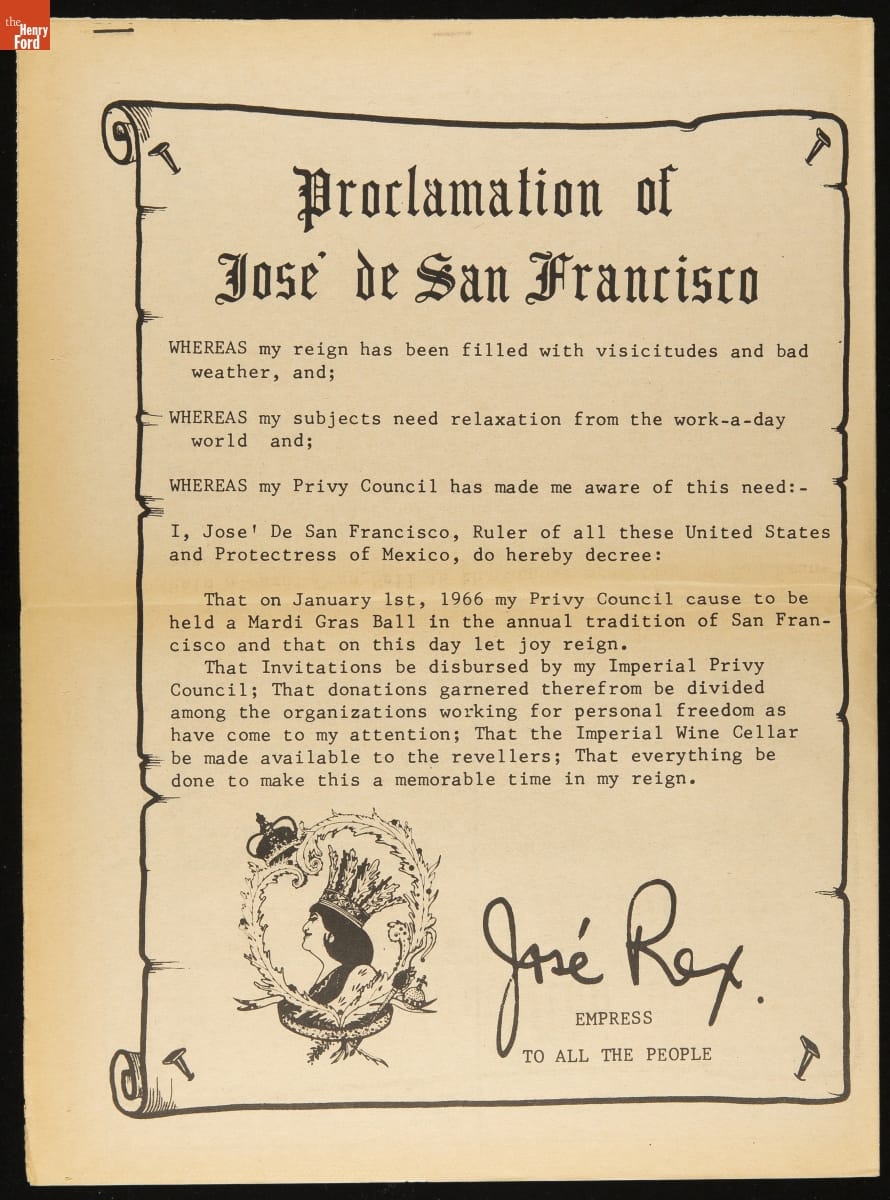 the
Henry
Ford
Proclamation of
José de San Francisco
WHEREAS my reign has been filled with visicitudes and bad
weather, and;
WHEREAS my subjects need relaxation from the work-a-day
world and;
WHEREAS my Privy Council has made me aware of this need:-
I, Jose' De San Francisco, Ruler of all these United States
and Protectress of Mexico, do hereby decree:
That on January 1st, 1966 my Privy Council cause to be
held a Mardi Gras Ball in the annual tradition of San Fran-
cisco and that on this day let joy reign.
That Invitations be disbursed by my Imperial Privy
Council; That donations garnered therefrom be divided
among the organizations working for personal freedom as
have come to my attention; That the Imperial Wine Cellar
be made available to the revellers; That everything be
done to make this a memorable time in my reign.
José Rex.
EMPRESS
TO ALL THE PEOPLE